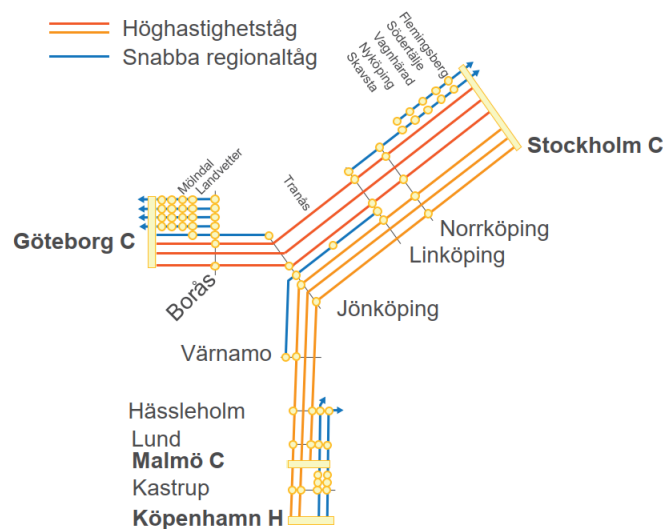 Höghastighetståg
Snabba regionaltåg
Flemingsberg
Södertälje
Vagnhärad
Nyköping
Skavsta
Stockholm C
Mölndal
Landvetter
Tranås
Göteborg C
Norrköping
Linköping
Borås
Jönköping
Värnamo
Hässleholm
Lund
Malmö C
Kastrup
Köpenhamn H